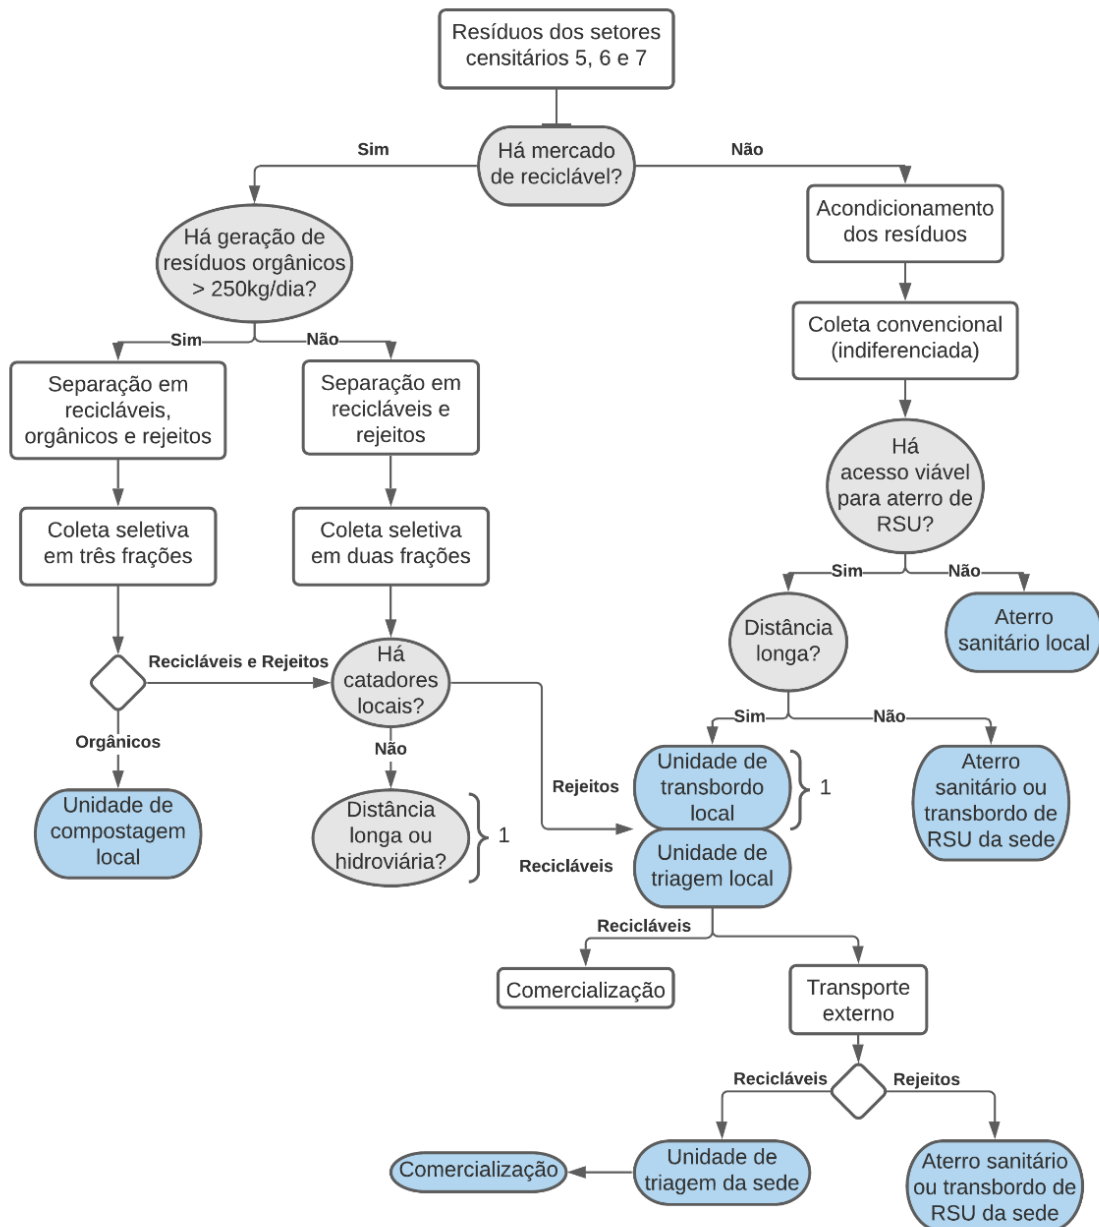 Resíduos dos setores
censitários 5, 6 e 7
Há mercado
de reciclável?
Sim
Não
Há geração de
resíduos orgânicos
> 250kg/dia?
Acondicionamento
dos resíduos
Coleta convencional
(indiferenciada)
Sim
Não
Separação em
recicláveis,
orgânicos e rejeitos
Separação em
recicláveis e
rejeitos
Há
acesso viável
para aterro de
RSU?
Coleta seletiva
em três frações
Coleta seletiva
em duas frações
Sim
Não
Distância
longa?
Aterro
sanitário local
Recicláveis e Rejeitos
Há
catadores
locais?
Sim
Não
Orgânicos
Não
Unidade de
compostagem
local
Distância
longa ou
hidroviária?
1
Rejeitos
Unidade de
transbordo
local
1
Aterro
sanitário ou
transbordo de
RSU da sede
Recicláveis
Unidade de
triagem local
Recicláveis
Comercialização
Transporte
externo
Recicláveis
Rejeitos
Comercialização
Unidade de
triagem da sede
Aterro sanitário
ou transbordo de
RSU da sede